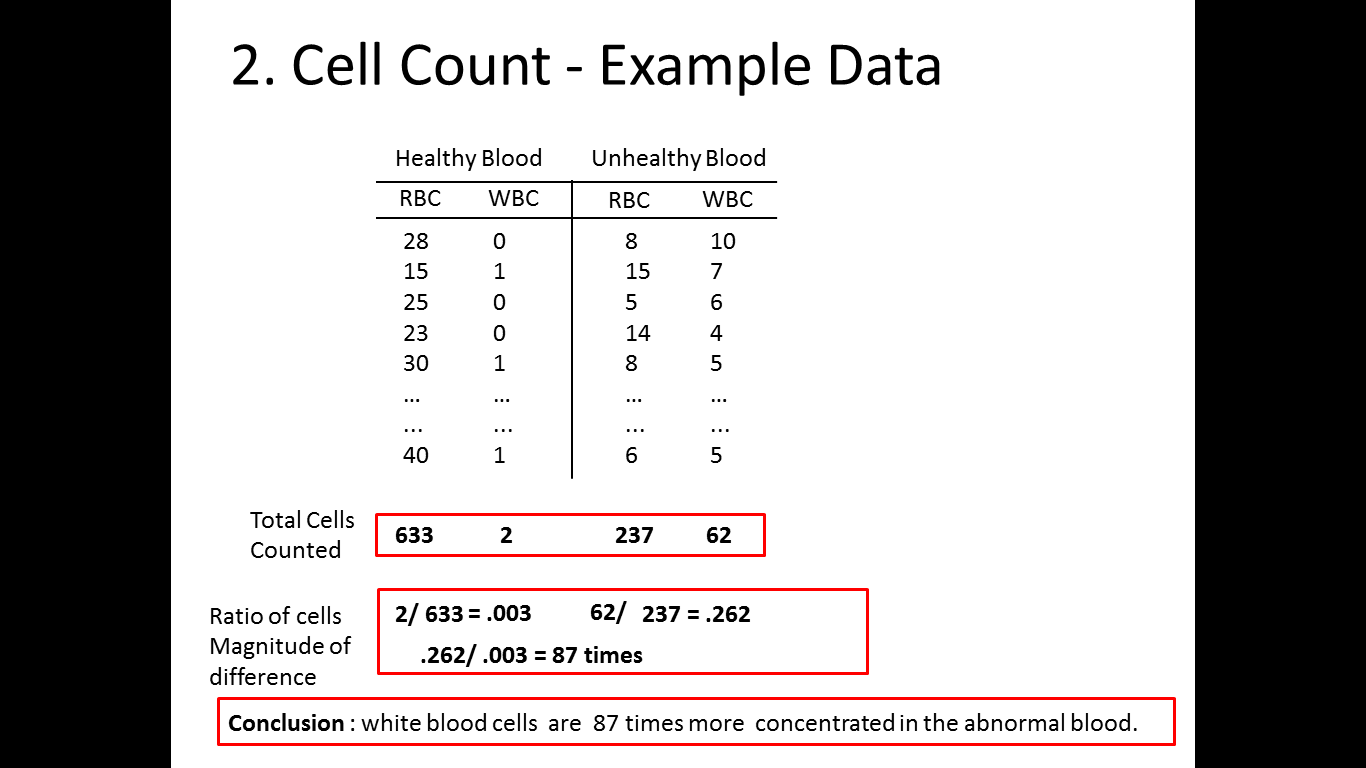 2. Cell Count - Example Data
Healthy Blood Unhealthy Blood
RBC WBC RBC WBC
28 0 8 10
15 1 15 7
25 0 5 6
23 0 14 4
30 1 8 5
... ... ... ...
... ... ... ...
40 1 6 5
Total Cells
Counted
633 2 237 62
Ratio of cells
Magnitude of
difference
2/ 633 = .003 62/ 237 = .262
.262/ .003 = 87 times
Conclusion : white blood cells are 87 times more concentrated in the abnormal blood.